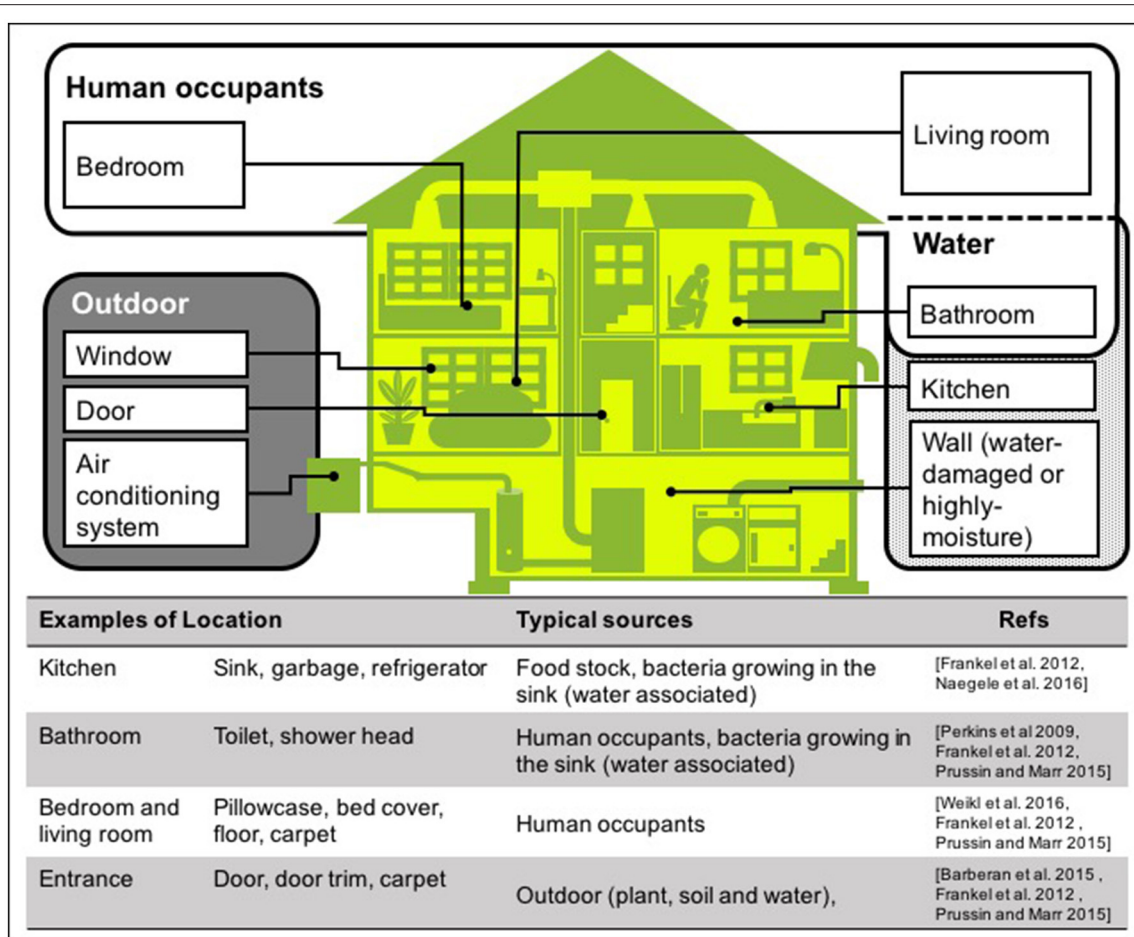 Human occupants
Bedroom
Living room
Water
Bathroom
Kitchen
Wall (water-
damaged or
highly-
moisture)
Outdoor
Window
Door
Air
conditioning
system
Examples of Location Typical sources Refs
Kitchen Sink, garbage, refrigerator Food stock, bacteria growing in the
sink (water associated)
[Frankel et al. 2012,
Naegele et al. 2016]
Bathroom Toilet, shower head Human occupants, bacteria growing in
the sink (water associated)
[Perkins et al 2009,
Frankel et al. 2012,
Prussin and Marr 2015]
Bedroom and
living room
Pillowcase, bed cover,
floor, carpet
Human occupants
[Weikl et al. 2016,
Frankel et al. 2012 ,
Prussin and Marr 2015]
Entrance Door, door trim, carpet Outdoor (plant, soil and water),
[Barberan et al. 2015 ,
Frankel et al. 2012 ,
Prussin and Marr 2015]